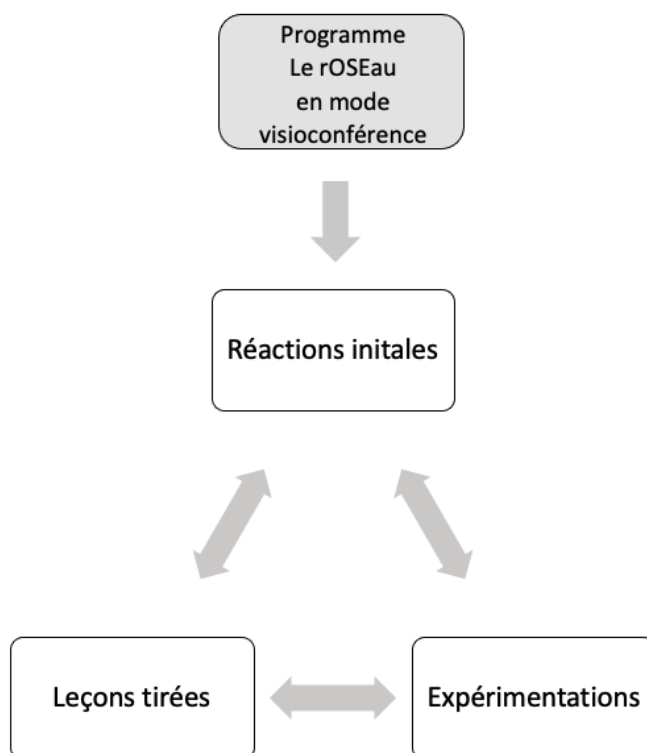 Programme
Le rOSEau
en mode
visioconférence
Réactions initales
Leçons tirées
Expérimentations